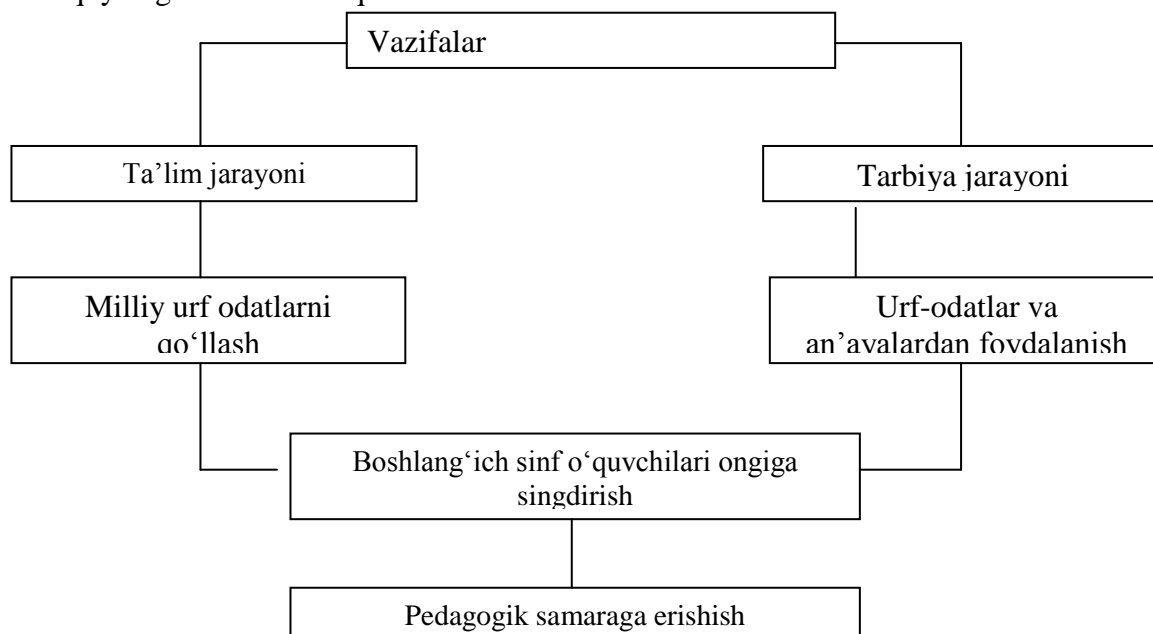 Vazifalar
Ta’lim jarayoni
Tarbiya jarayoni
Milliy urf odatlarni
qo‘llash
Urf-odatlar va
an’avalardan foydalanish
Boshlang‘ich sinf o‘quvchilari ongiga
singdirish
Pedagogik samaraga erishish